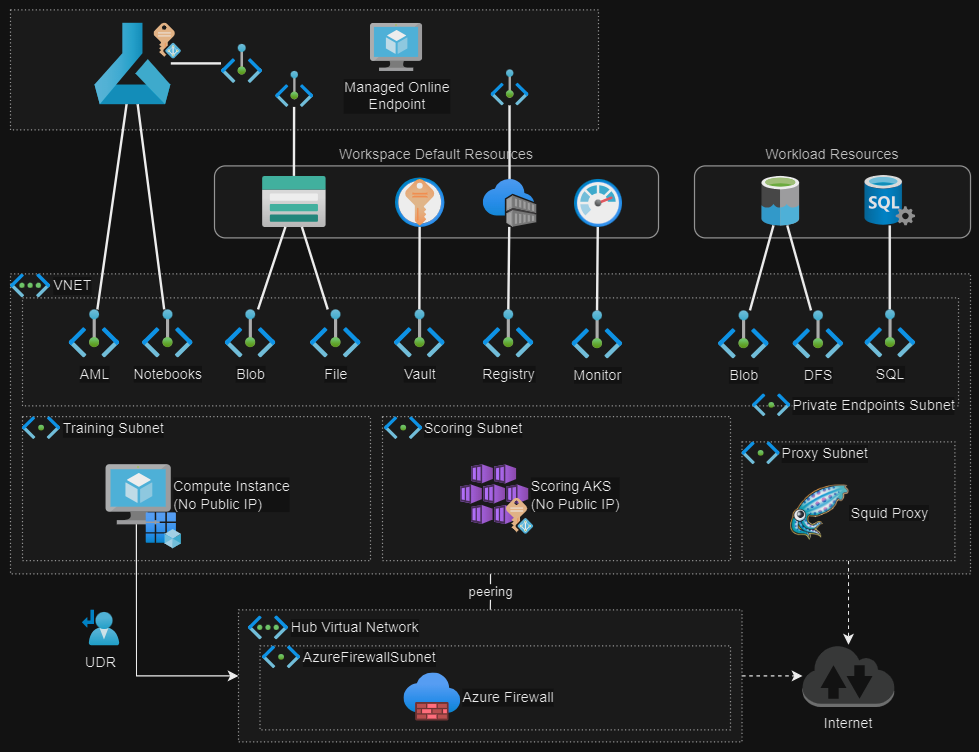 Managed Online
Endpoint
Workspace Default Resources
Workload Resources
SQL
VNET
AML
Notebooks
Blob
File
Vault
Registry
Monitor
Blob
DFS
SQL
Private Endpoints Subnet
Training Subnet
Scoring Subnet
Proxy Subnet
Compute Instance
(No Public IP)
Scoring AKS
(No Public IP)
Squid Proxy
peering
UDR
Hub Virtual Network
AzureFirewallSubnet
Azure Firewall
Internet